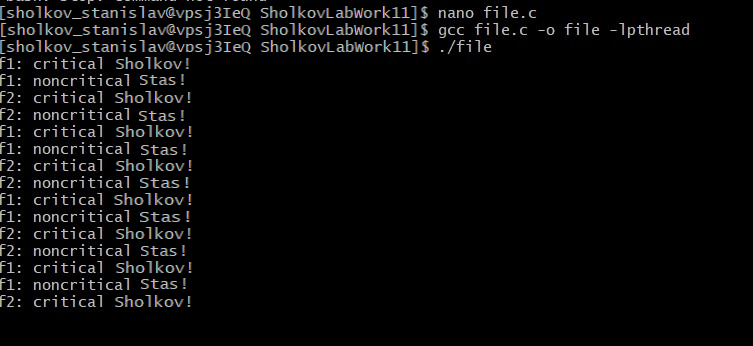 [sholkov_stanislav@vpsj3IeQ SholkovLabWork11]$ nano file.c
[sholkov_stanislav@vpsj3IeQ SholkovLabWork11]$ gcc file.c -o file -lpthread
[sholkov_stanislav@vpsj3IeQ SholkovLabWork11]$ ./file
f1: critical Sholkov!
f1: noncritical Stas!
f2: critical Sholkov!
f2: noncritical Stas!
f1: critical Sholkov!
f1: noncritical Stas!
f2: critical Sholkov!
f2: noncritical Stas!
f1: critical Sholkov!
f1: noncritical Stas!
f2: critical Sholkov!
f2: noncritical Stas!
f1: critical Sholkov!
f1: noncritical Stas!
f2: critical Sholkov!